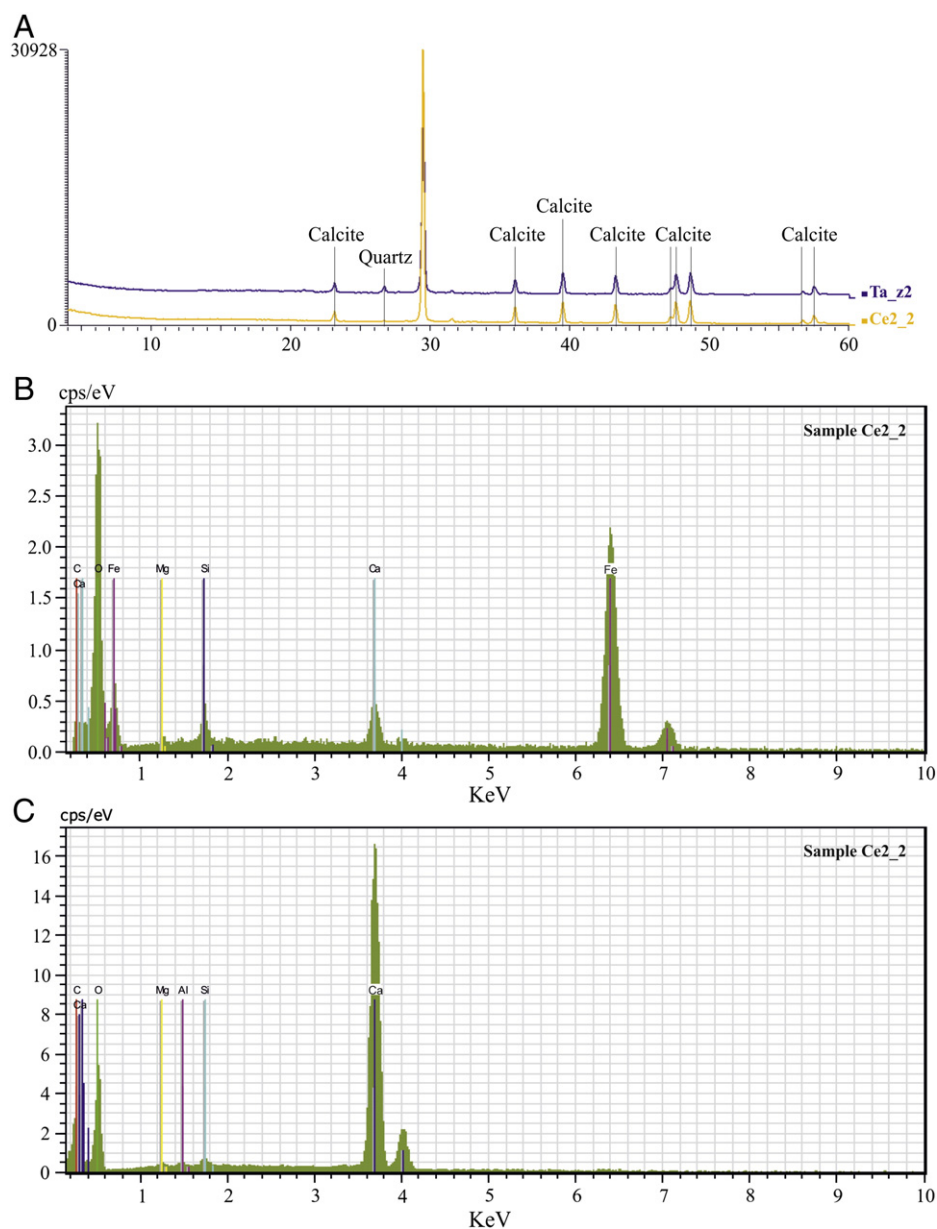 A
30928
Calcite
Calcite
Calcite
Calcite
Calcite
Calcite
Quartz
Ta_z2
Ce2_2
0
10 20 30 40 50 60
B
cps/eV
Sample Ce2_2
3.0
2.5
2.0
1.5
1.0
0.5
0.0
C O Fe Mg Si Ca Fe
Ca
1 2 3 4 5 6 7 8 9 10
KeV
C
cps/eV
Sample Ce2_2
16
14
12
10
8
6
4
2
0
C O Mg Al Si Ca
Ca
1 2 3 4 5 6 7 8 9 10
KeV